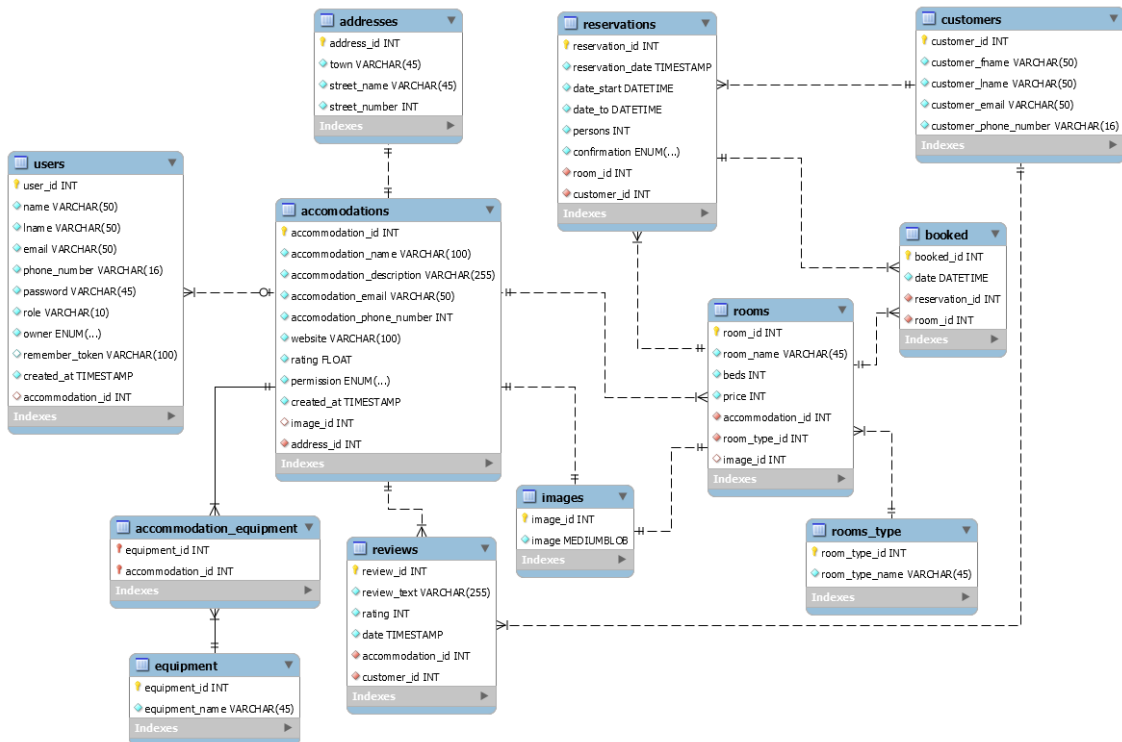 addresses
address_id INT
town VARCHAR(45)
street_name VARCHAR(45)
street_number INT
Indexes
reservations
reservation_id INT
reservation_date TIMESTAMP
date_start DATETIME
date_to DATETIME
persons INT
confirmation ENUM(...)
room_id INT
customer_id INT
Indexes
customers
customer_id INT
customer_fname VARCHAR(50)
customer_lname VARCHAR(50)
customer_email VARCHAR(50)
customer_phone_number VARCHAR(16)
Indexes
users
user_id INT
name VARCHAR(50)
lname VARCHAR(50)
email VARCHAR(50)
phone_number VARCHAR(16)
password VARCHAR(45)
role VARCHAR(10)
owner ENUM(...)
remember_token VARCHAR(100)
created_at TIMESTAMP
accommodation_id INT
Indexes
accomodations
accommodation_id INT
accommodation_name VARCHAR(100)
accommodation_description VARCHAR(255)
accomodation_email VARCHAR(50)
accomodation_phone_number INT
website VARCHAR(100)
rating FLOAT
permission ENUM(...)
created_at TIMESTAMP
image_id INT
address_id INT
Indexes
booked
booked_id INT
date DATETIME
reservation_id INT
room_id INT
Indexes
rooms
room_id INT
room_name VARCHAR(45)
beds INT
price INT
accommodation_id INT
room_type_id INT
image_id INT
Indexes
images
image_id INT
image MEDIUMBLOB
Indexes
accommodation_equipment
equipment_id INT
accommodation_id INT
Indexes
reviews
review_id INT
review_text VARCHAR(255)
rating INT
date TIMESTAMP
accommodation_id INT
customer_id INT
Indexes
rooms_type
room_type_id INT
room_type_name VARCHAR(45)
Indexes
equipment
equipment_id INT
equipment_name VARCHAR(45)
Indexes